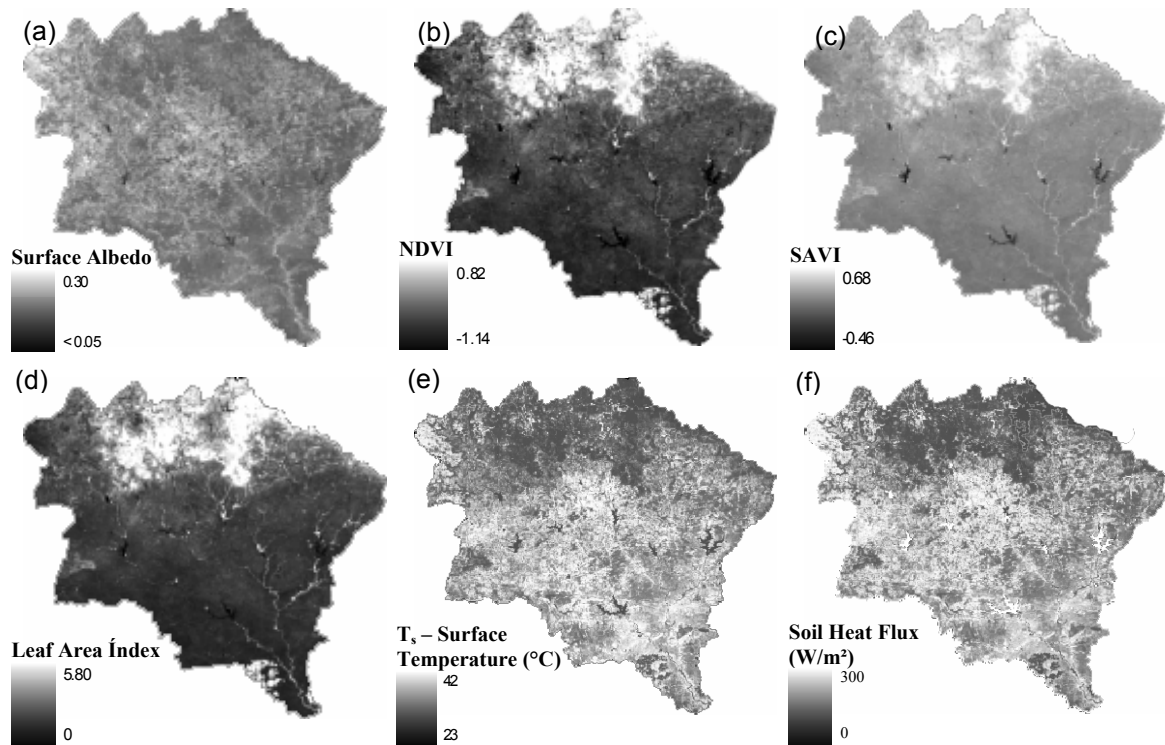 (a)
Surface Albedo
0.30
<0.05
(b)
NDVI
0.82
-1.14
(c)
SAVI
0.68
-0.46
(d)
Leaf Area Índex
5.80
0
(e)
Ts – Surface
Temperature (°C)
42
23
(f)
Soil Heat Flux
(W/m²)
300
0